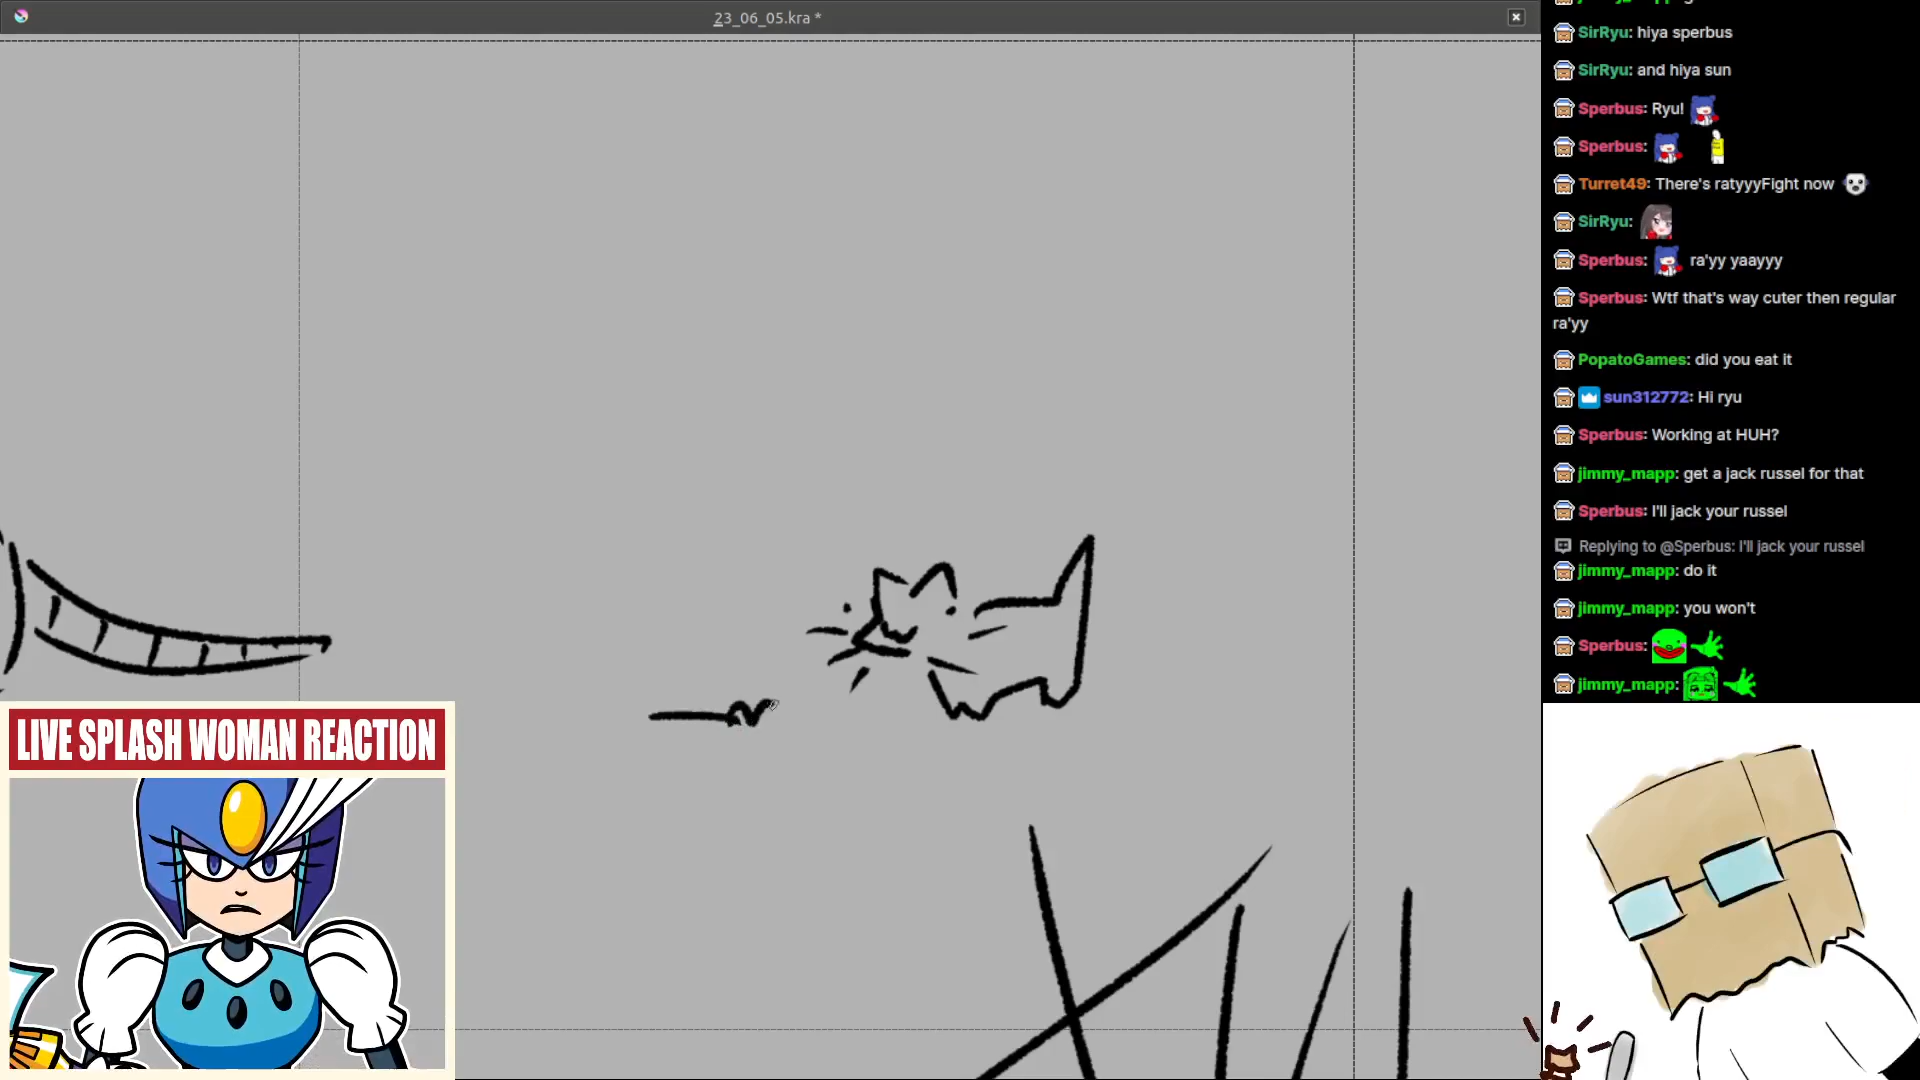 23_06_05.kra *
SirRyu: hiya sperbus
SirRyu: and hiya sun
Sperbus: Ryu!
Sperbus:
Turret49: There's ratyyyFight now
SirRyu:
Sperbus: ra'yy yaayyy
Sperbus: Wtf that's way cuter then regular
ra'yy
PopatoGames: did you eat it
sun312772: Hi ryu
Sperbus: Working at HUH?
jimmy_mapp: get a jack russel for that
Sperbus: I'll jack your russel
Replying to @Sperbus: I'll jack your russel
jimmy_mapp: do it
jimmy_mapp: you won't
Sperbus:
jimmy_mapp:
LIVE SPLASH WOMAN REACTION